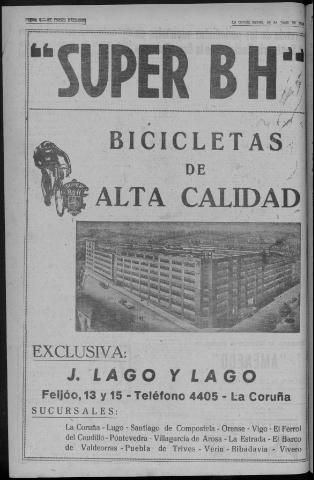 "SUPER BH"
BICICLETAS
DE
ALTA CALIDAD
EXCLUSIVA:
J. LAGO Y LAGO
Feijóo, 13 y 15 - Teléfono 4405 - La Coruña
SUCURSALES:
La Coruña - Lugo - Santiago de Compostela - Orense - Vigo - El Ferrol
del Caudillo - Pontevedra - Villagarcía de Arosa - La Estrada - El Barco
de Valdeorras - Puebla de Trives - Verin - Ribadavia - Vivero